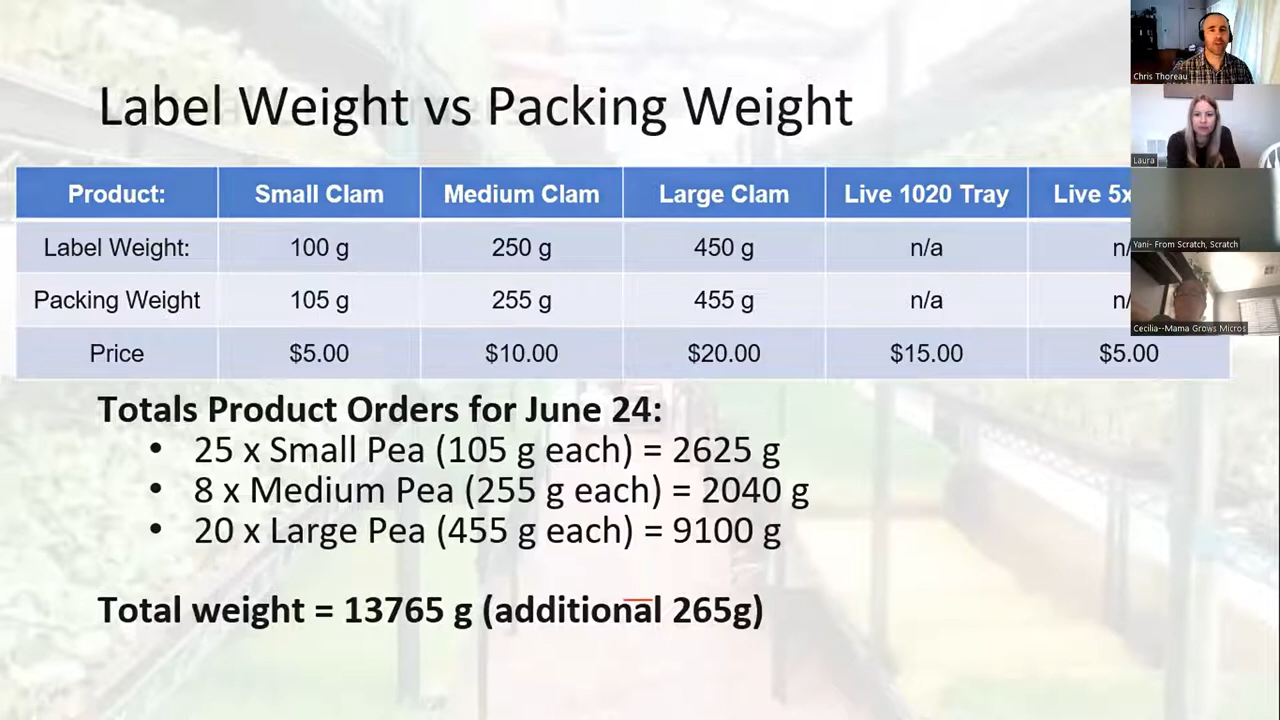 Label Weight vs Packing Weight
Product: Small Clam Medium Clam Large Clam Live 1020 Tray Live 5x
Label Weight: 100 g 250 g 450 g n/a n/
Packing Weight 105 g 255 g 455 g n/a n/
Price $5.00 $10.00 $20.00 $15.00 $5.00
Totals Product Orders for June 24:
• 25 x Small Pea (105 g each) = 2625 g
• 8 x Medium Pea (255 g each) = 2040 g
• 20 x Large Pea (455 g each) = 9100 g
Total weight = 13765 g (additional 265g)
Chris Thoreau
Laura
Yani- From Scratch, Scratch
Cecilia--Mama Grows Micros